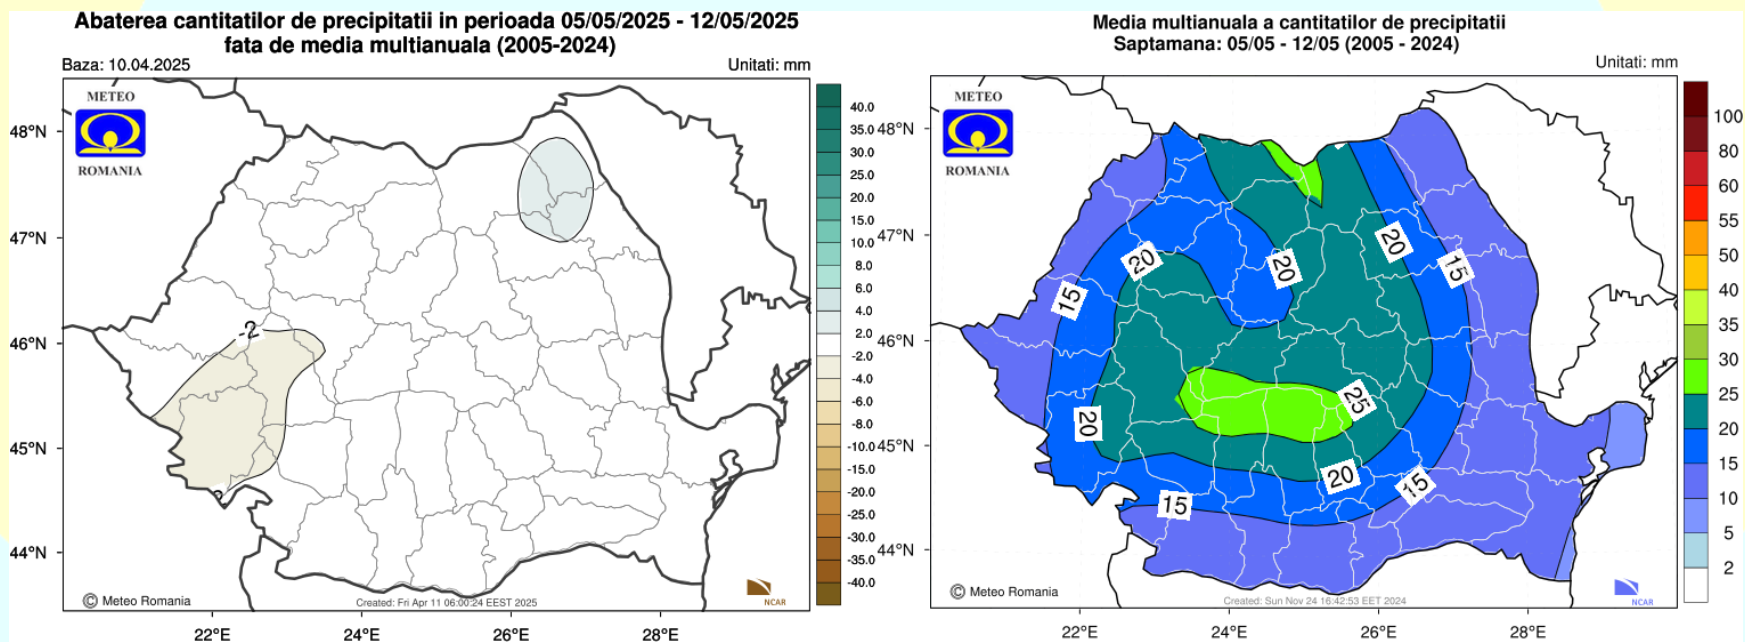 Abaterea cantitatilor de precipitatii in perioada 05/05/2025 - 12/05/2025
fata de media multianuala (2005-2024)
Baza: 10.04.2025
Unitati: mm
METEO
ROMANIA
48°N
47°N
46°N
45°N
44°N
-2
22°E
24°E
26°E
28°E
40.0
35.0
30.0
25.0
20.0
15.0
10.0
8.0
6.0
4.0
2.0
-2.0
-4.0
-6.0
-8.0
-10.0
-15.0
-20.0
-25.0
-30.0
-35.0
-40.0
© Meteo Romania
Created: Fri Apr 11 06:00:24 EEST 2025
NCAR
Media multianuala a cantitatilor de precipitatii
Saptamana: 05/05 - 12/05 (2005 - 2024)
Unitati: mm
METEO
ROMANIA
48°N
47°N
46°N
45°N
44°N
20
20
20
15
15
25
20
20
15
15
22°E
24°E
26°E
28°E
100
80
60
55
50
40
35
30
25
20
15
10
5
2
© Meteo Romania
Created: Sun Nov 24 16:42:53 EET 2024
NCAR